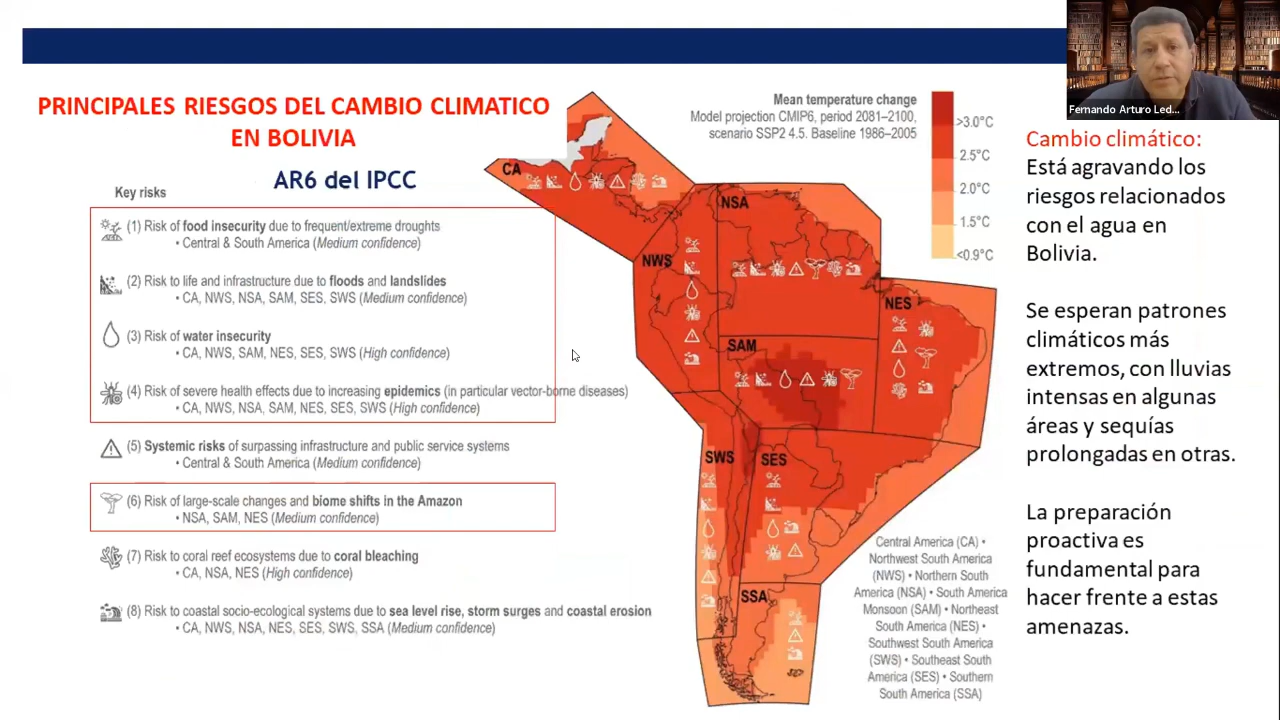 PRINCIPALES RIESGOS DEL CAMBIO CLIMATICO
EN BOLIVIA
AR6 del IPCC
Key risks
(1) Risk of food insecurity due to frequent/extreme droughts
• Central & South America (Medium confidence)
(2) Risk to life and infrastructure due to floods and landslides
• CA, NWS, NSA, SAM, SES, SWS (Medium confidence)
(3) Risk of water insecurity
• CA, NWS, SAM, NES, SES, SWS (High confidence)
(4) Risk of severe health effects due to increasing epidemics (in particular vector-borne diseases)
• CA, NWS, NSA, SAM, NES, SES, SWS (High confidence)
(5) Systemic risks of surpassing infrastructure and public service systems
• Central & South America (Medium confidence)
(6) Risk of large-scale changes and biome shifts in the Amazon
• NSA, SAM, NES (Medium confidence)
(7) Risk to coral reef ecosystems due to coral bleaching
• CA, NSA, NES (High confidence)
(8) Risk to coastal socio-ecological systems due to sea level rise, storm surges and coastal erosion
• CA, NWS, NSA, NES, SES, SWS, SSA (Medium confidence)
Mean temperature change
Model projection CMIP6, period 2081–2100,
scenario SSP2 4.5. Baseline 1986–2005
>3.0°C
2.5°C
2.0°C
1.5°C
<0.9°C
CA
NSA
NWS
NES
SAM
SWS
SES
SSA
Central America (CA) •
Northwest South America
(NWS) • Northern South
America (NSA) • South America
Monsoon (SAM) • Northeast
South America (NES) •
Southwest South America
(SWS) • Southeast South
America (SES) • Southern
South America (SSA)
Fernando Arturo Led...
Cambio climático:
Está agravando los
riesgos relacionados
con el agua en
Bolivia.
Se esperan patrones
climáticos más
extremos, con lluvias
intensas en algunas
áreas y sequías
prolongadas en otras.
La preparación
proactiva es
fundamental para
hacer frente a estas
amenazas.